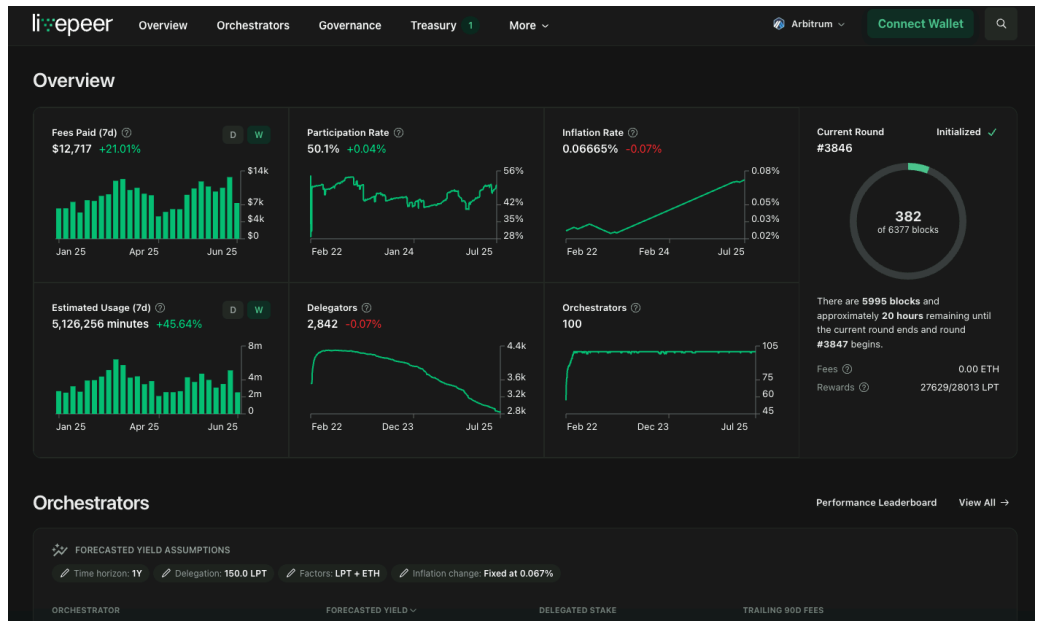 livepeer Overview Orchestrators Governance Treasury 1 More Arbitrum Connect Wallet
Overview
Fees Paid (7d) D W
$12,717 +21.01%
$14k
$7k
$4k
$0
Jan 25 Apr 25 Jun 25
Participation Rate
50.1% +0.04%
56%
42%
35%
28%
Feb 22 Jan 24 Jul 25
Inflation Rate
0.06665% -0.07%
0.08%
0.05%
0.03%
0.02%
Feb 22 Feb 24 Jul 25
Current Round Initialized ✓
#3846
382
of 6377 blocks
There are 5995 blocks and
approximately 20 hours remaining until
the current round ends and round
#3847 begins.
Fees 0.00 ETH
Rewards 27629/28013 LPT
Estimated Usage (7d) D W
5,126,256 minutes +45.64%
8m
4m
2m
0
Jan 25 Apr 25 Jun 25
Delegators
2,842 -0.07%
4.4k
3.6k
3.2k
2.8k
Feb 22 Dec 23 Jul 25
Orchestrators
100
105
75
60
45
Feb 22 Dec 23 Jul 25
Orchestrators Performance Leaderboard View All →
FORECASTED YIELD ASSUMPTIONS
Time horizon: 1Y Delegation: 150.0 LPT Factors: LPT + ETH Inflation change: Fixed at 0.067%
ORCHESTRATOR FORECASTED YIELD DELEGATED STAKE TRAILING 90D FEES